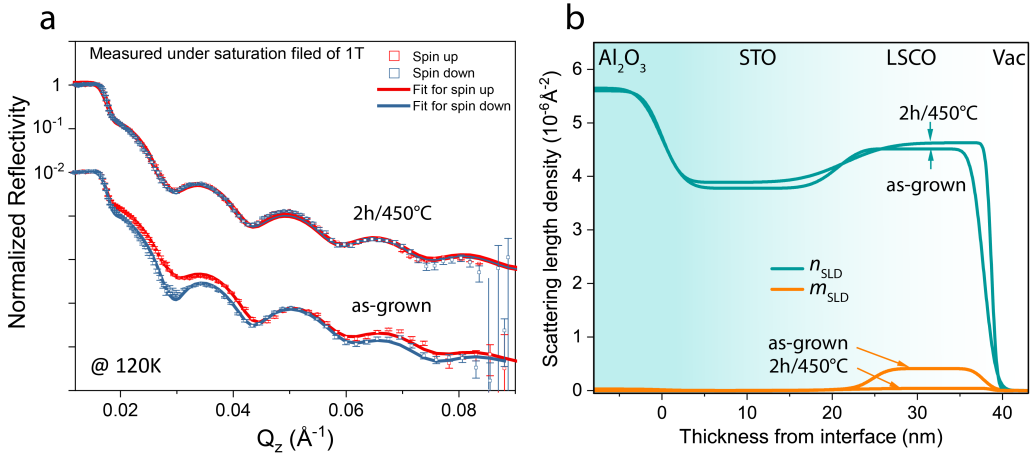 a
Measured under saturation filed of 1T
Spin up
Spin down
Fit for spin up
Fit for spin down
1
10⁻¹
10⁻²
2h/450℃
as-grown
@ 120K
0.02
0.04
0.06
0.08
Q_z (Å⁻¹)
Normalized Reflectivity
b
Al₂O₃
STO
LSCO
Vac
2h/450℃
as-grown
n_SLD
m_SLD
as-grown
2h/450℃
6
5
4
3
2
1
0
0
10
20
30
40
Thickness from interface (nm)
Scattering length density (10⁻⁶Å⁻²)